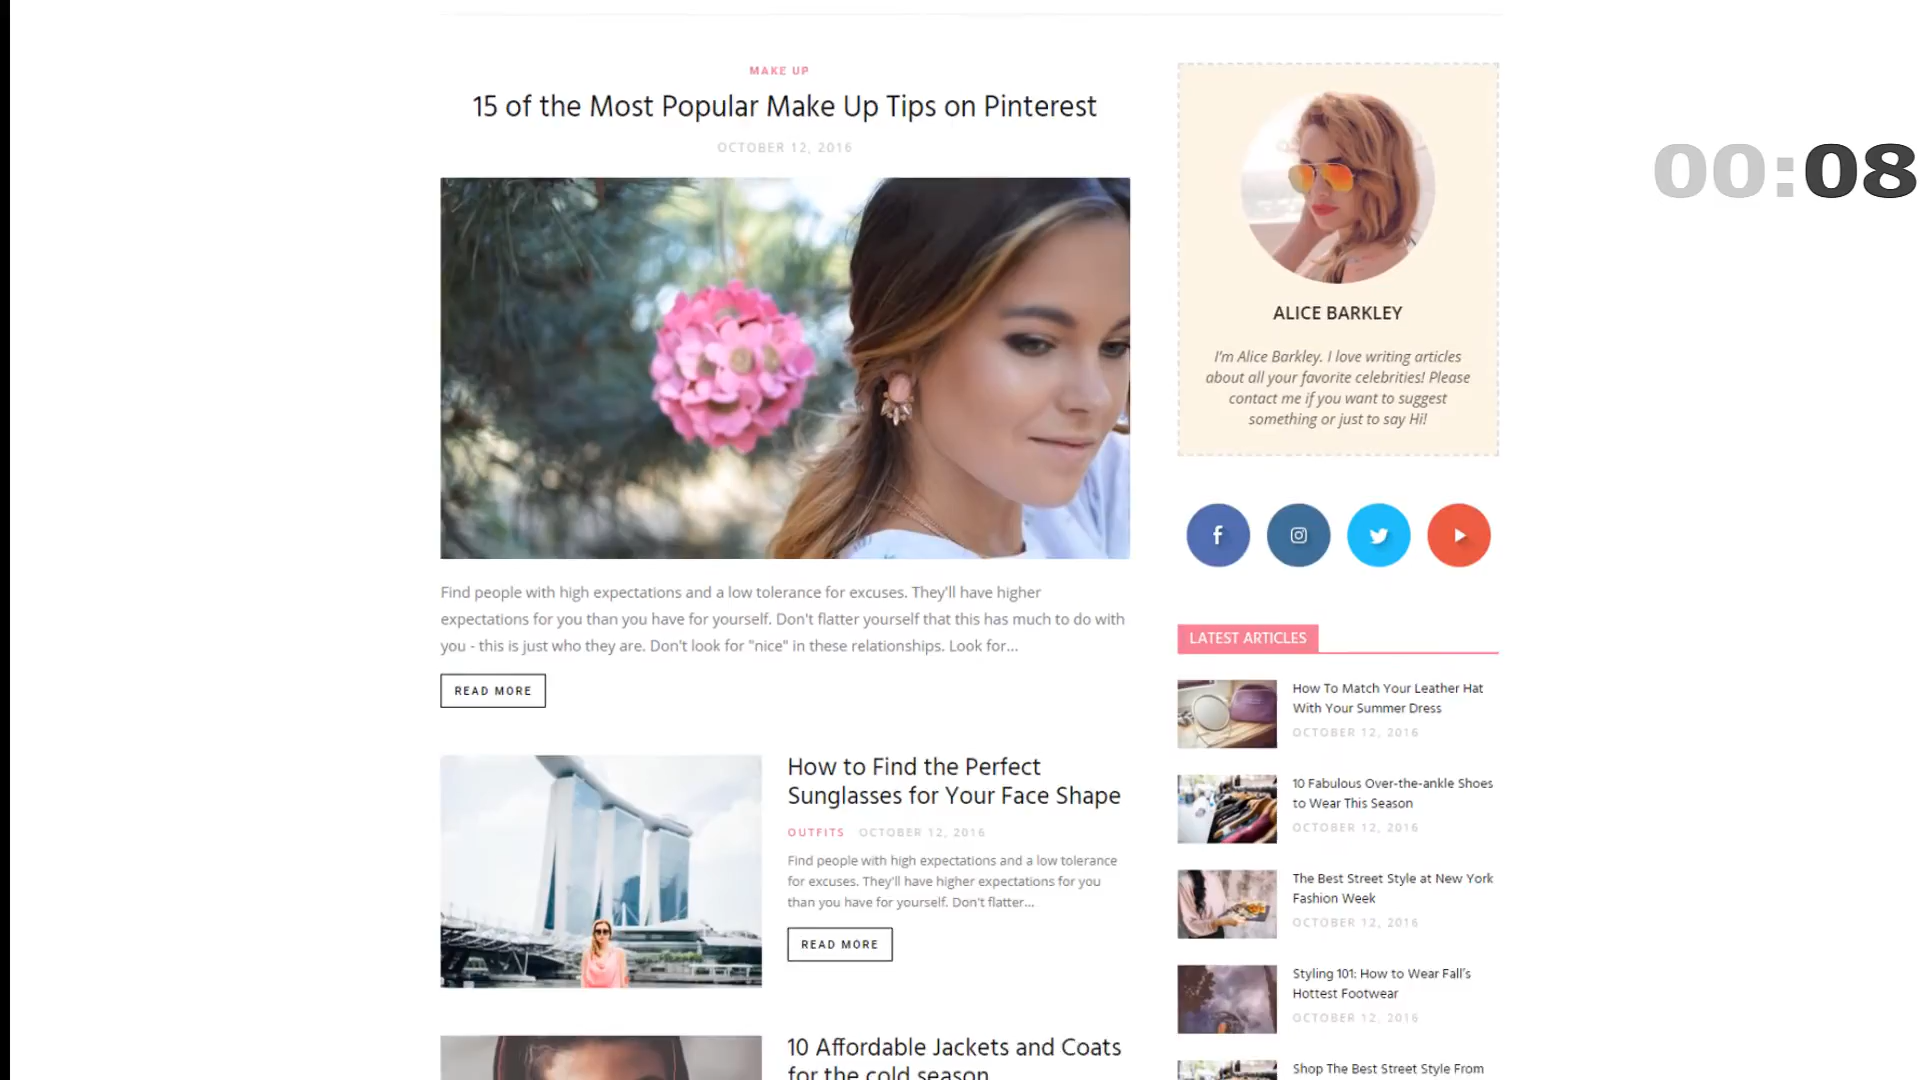 MAKE UP
15 of the Most Popular Make Up Tips on Pinterest
OCTOBER 12, 2016
Find people with high expectations and a low tolerance for excuses. They'll have higher
expectations for you than you have for yourself. Don't flatter yourself that this has much to do with
you - this is just who they are. Don't look for "nice" in these relationships. Look for...
READ MORE
How to Find the Perfect
Sunglasses for Your Face Shape
OUTFITS OCTOBER 12, 2016
Find people with high expectations and a low tolerance
for excuses. They'll have higher expectations for you
than you have for yourself. Don't flatter...
READ MORE
10 Affordable Jackets and Coats
for the cold season
ALICE BARKLEY
I'm Alice Barkley. I love writing articles
about all your favorite celebrities! Please
contact me if you want to suggest
something or just to say Hi!
LATEST ARTICLES
How To Match Your Leather Hat
With Your Summer Dress
OCTOBER 12, 2016
10 Fabulous Over-the-ankle Shoes
to Wear This Season
OCTOBER 12, 2016
The Best Street Style at New York
Fashion Week
OCTOBER 12, 2016
Styling 101: How to Wear Fall's
Hottest Footwear
OCTOBER 12, 2016
Shop The Best Street Style From
00:08